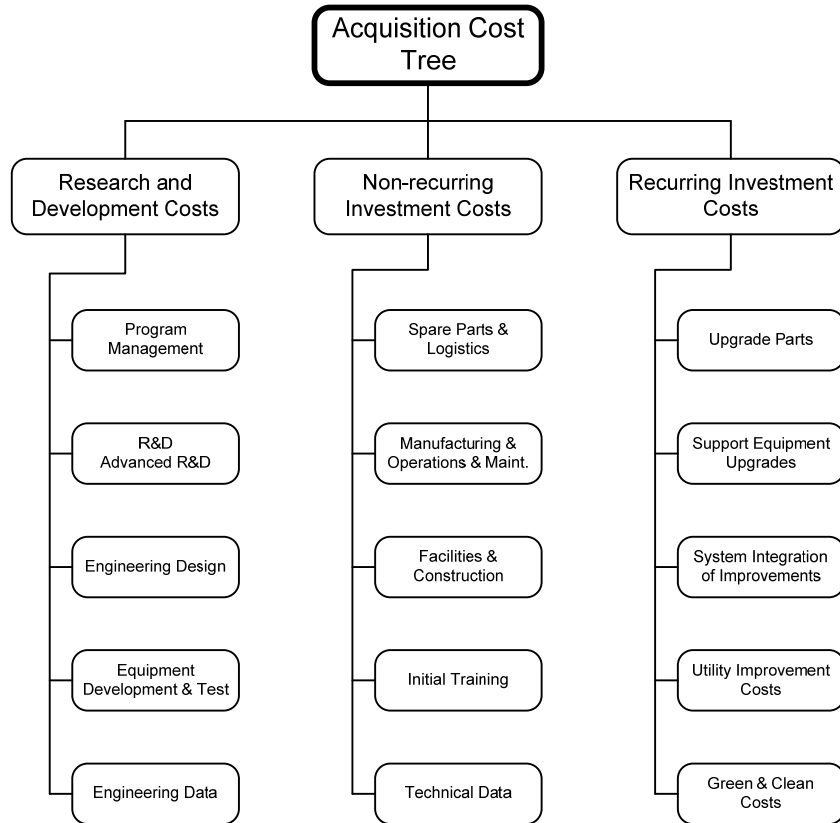 Acquisition Cost
Tree
Research and
Development Costs
Non-recurring
Investment Costs
Recurring Investment
Costs
Program
Management
R&D
Advanced R&D
Engineering Design
Equipment
Development & Test
Engineering Data
Spare Parts &
Logistics
Manufacturing &
Operations & Maint.
Facilities &
Construction
Initial Training
Technical Data
Upgrade Parts
Support Equipment
Upgrades
System Integration
of Improvements
Utility Improvement
Costs
Green & Clean
Costs